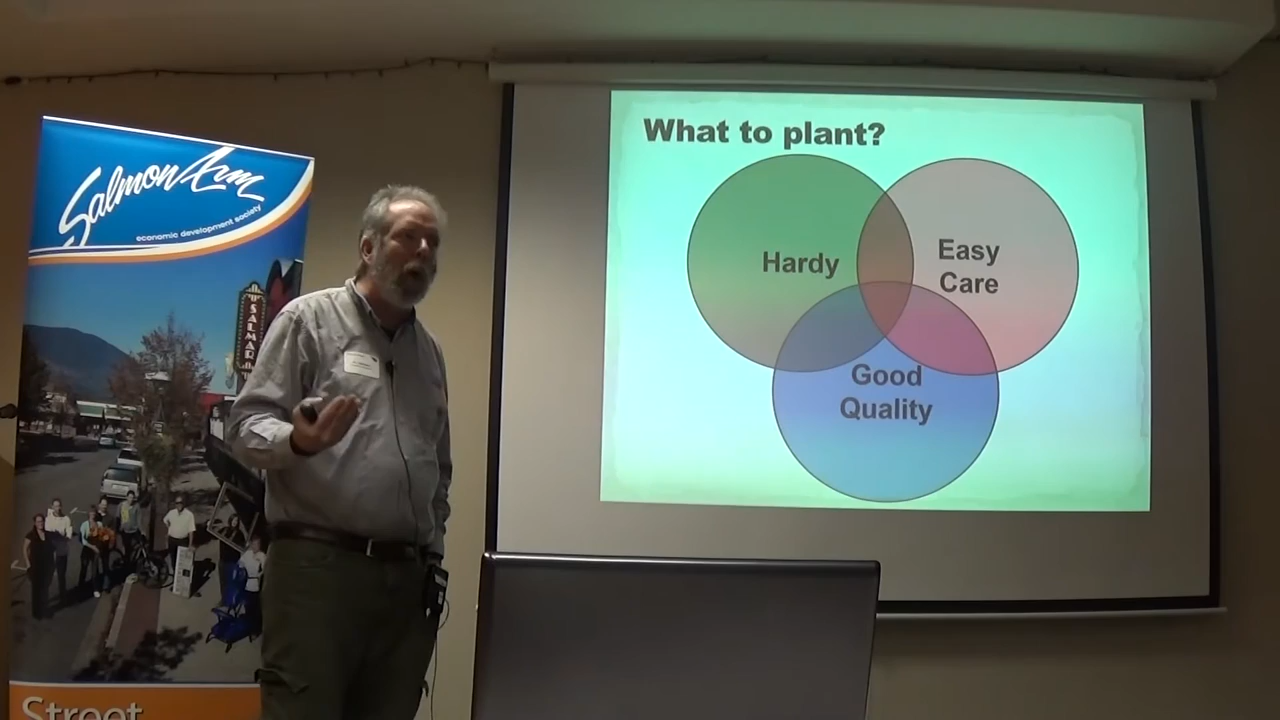 Salmon Arm
economic development society
SALMAR
Street
What to plant?
Hardy
Easy
Care
Good
Quality